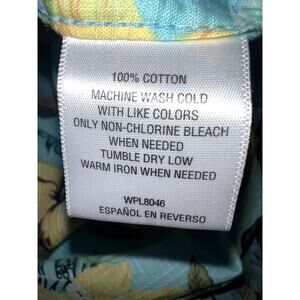 100% COTTON
MACHINE WASH COLD
WITH LIKE COLORS
ONLY NON-CHLORINE BLEACH
WHEN NEEDED
TUMBLE DRY LOW
WARM IRON WHEN NEEDED
WPL8046
ESPAÑOL EN REVERSO